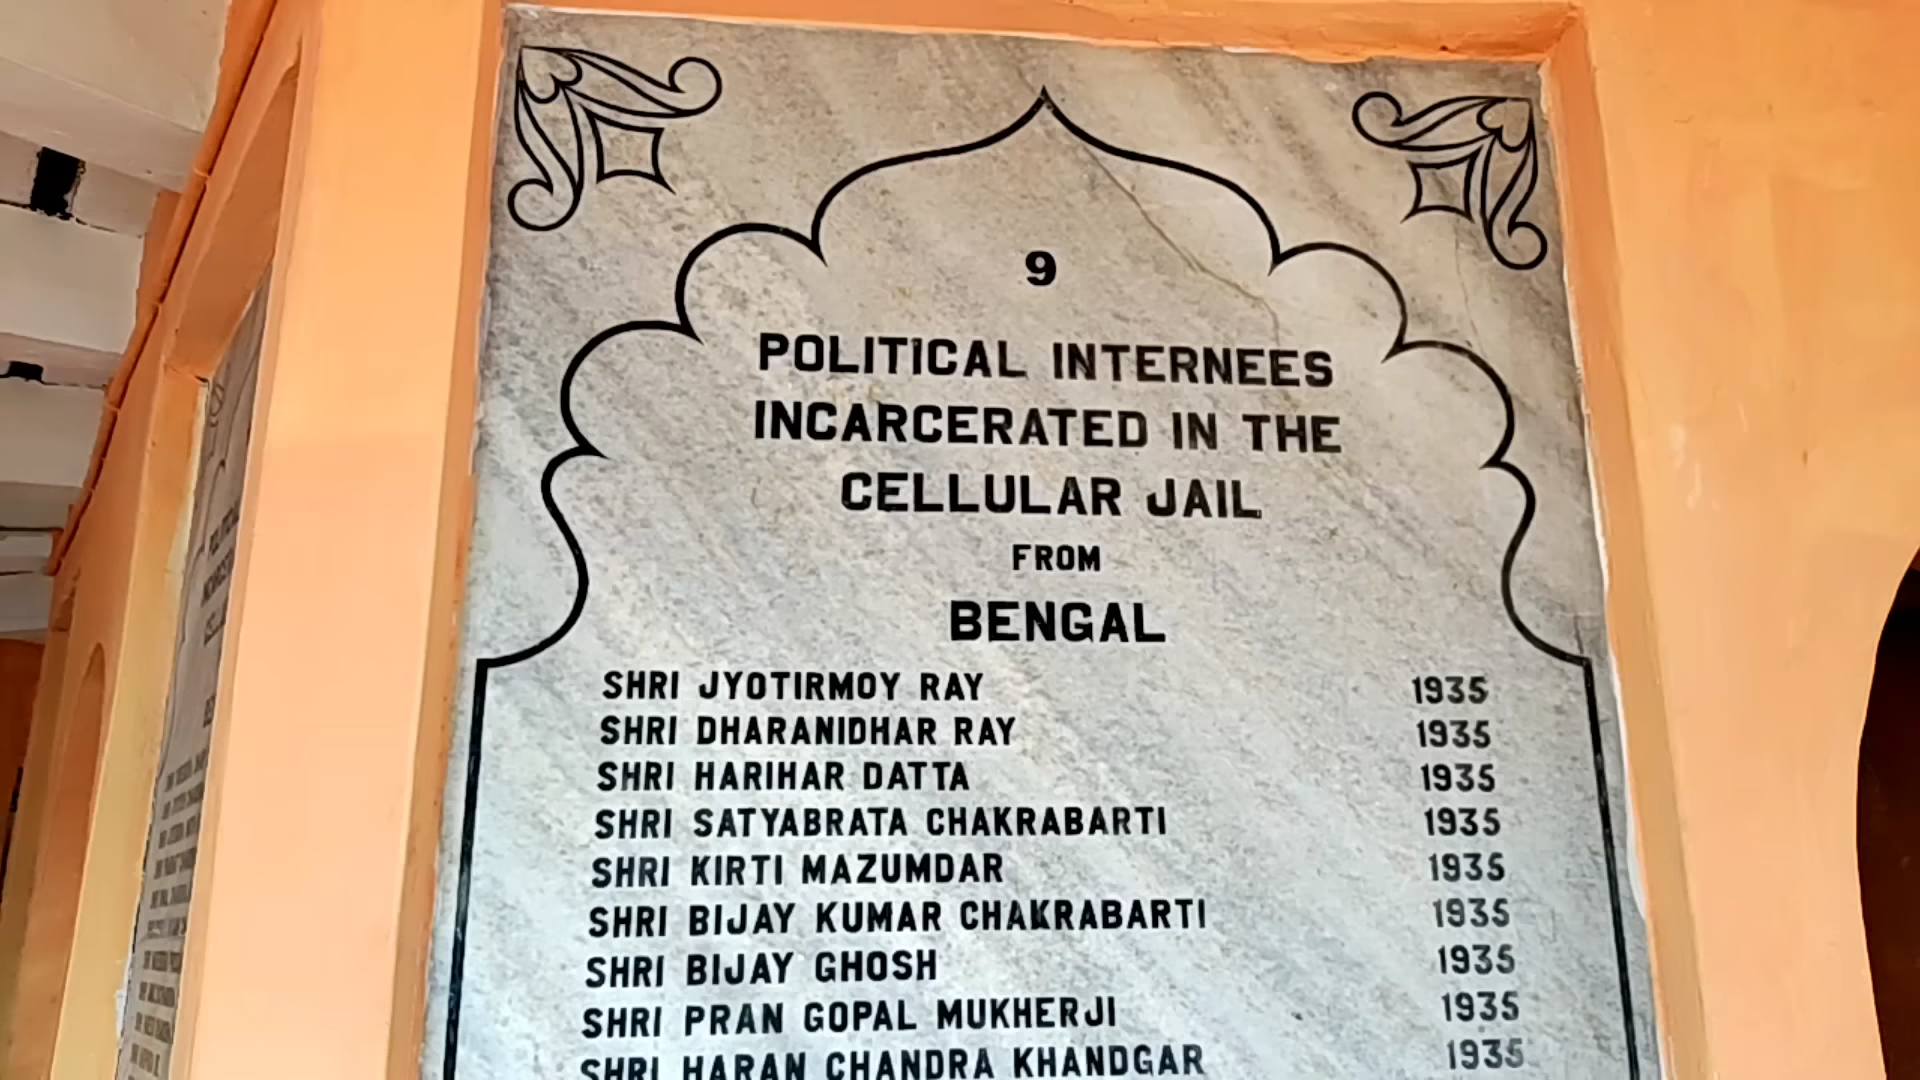 9
POLITICAL INTERNEES
INCARCERATED IN THE
CELLULAR JAIL
FROM
BENGAL
SHRI JYOTIRMOY RAY 1935
SHRI DHARANIDHAR RAY 1935
SHRI HARIHAR DATTA 1935
SHRI SATYABRATA CHAKRABARTI 1935
SHRI KIRTI MAZUMDAR 1935
SHRI BIJAY KUMAR CHAKRABARTI 1935
SHRI BIJAY GHOSH 1935
SHRI PRAN GOPAL MUKHERJI 1935
SHRI HARAN CHANDRA KHANDGAR 1935